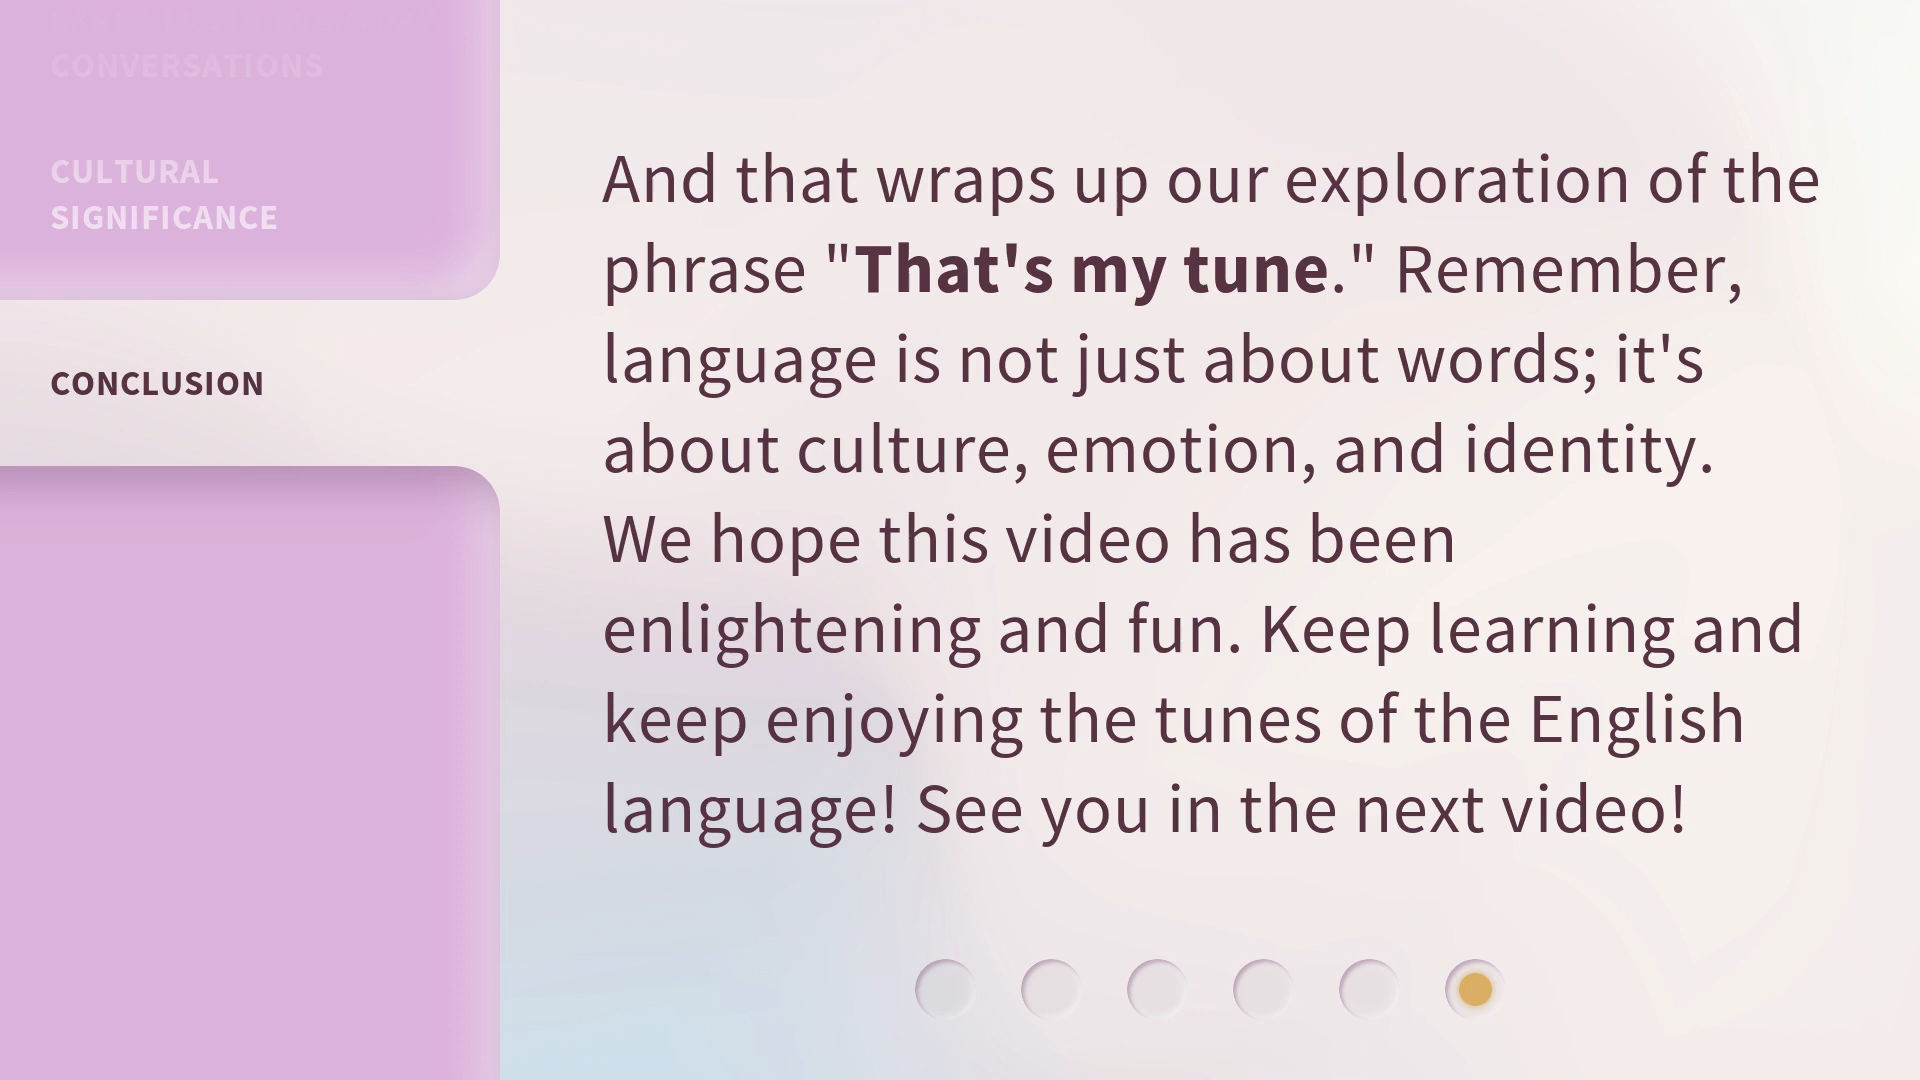 CONVERSATIONS
CULTURAL
SIGNIFICANCE
CONCLUSION
And that wraps up our exploration of the
phrase "That's my tune." Remember,
language is not just about words; it's
about culture, emotion, and identity.
We hope this video has been
enlightening and fun. Keep learning and
keep enjoying the tunes of the English
language! See you in the next video!